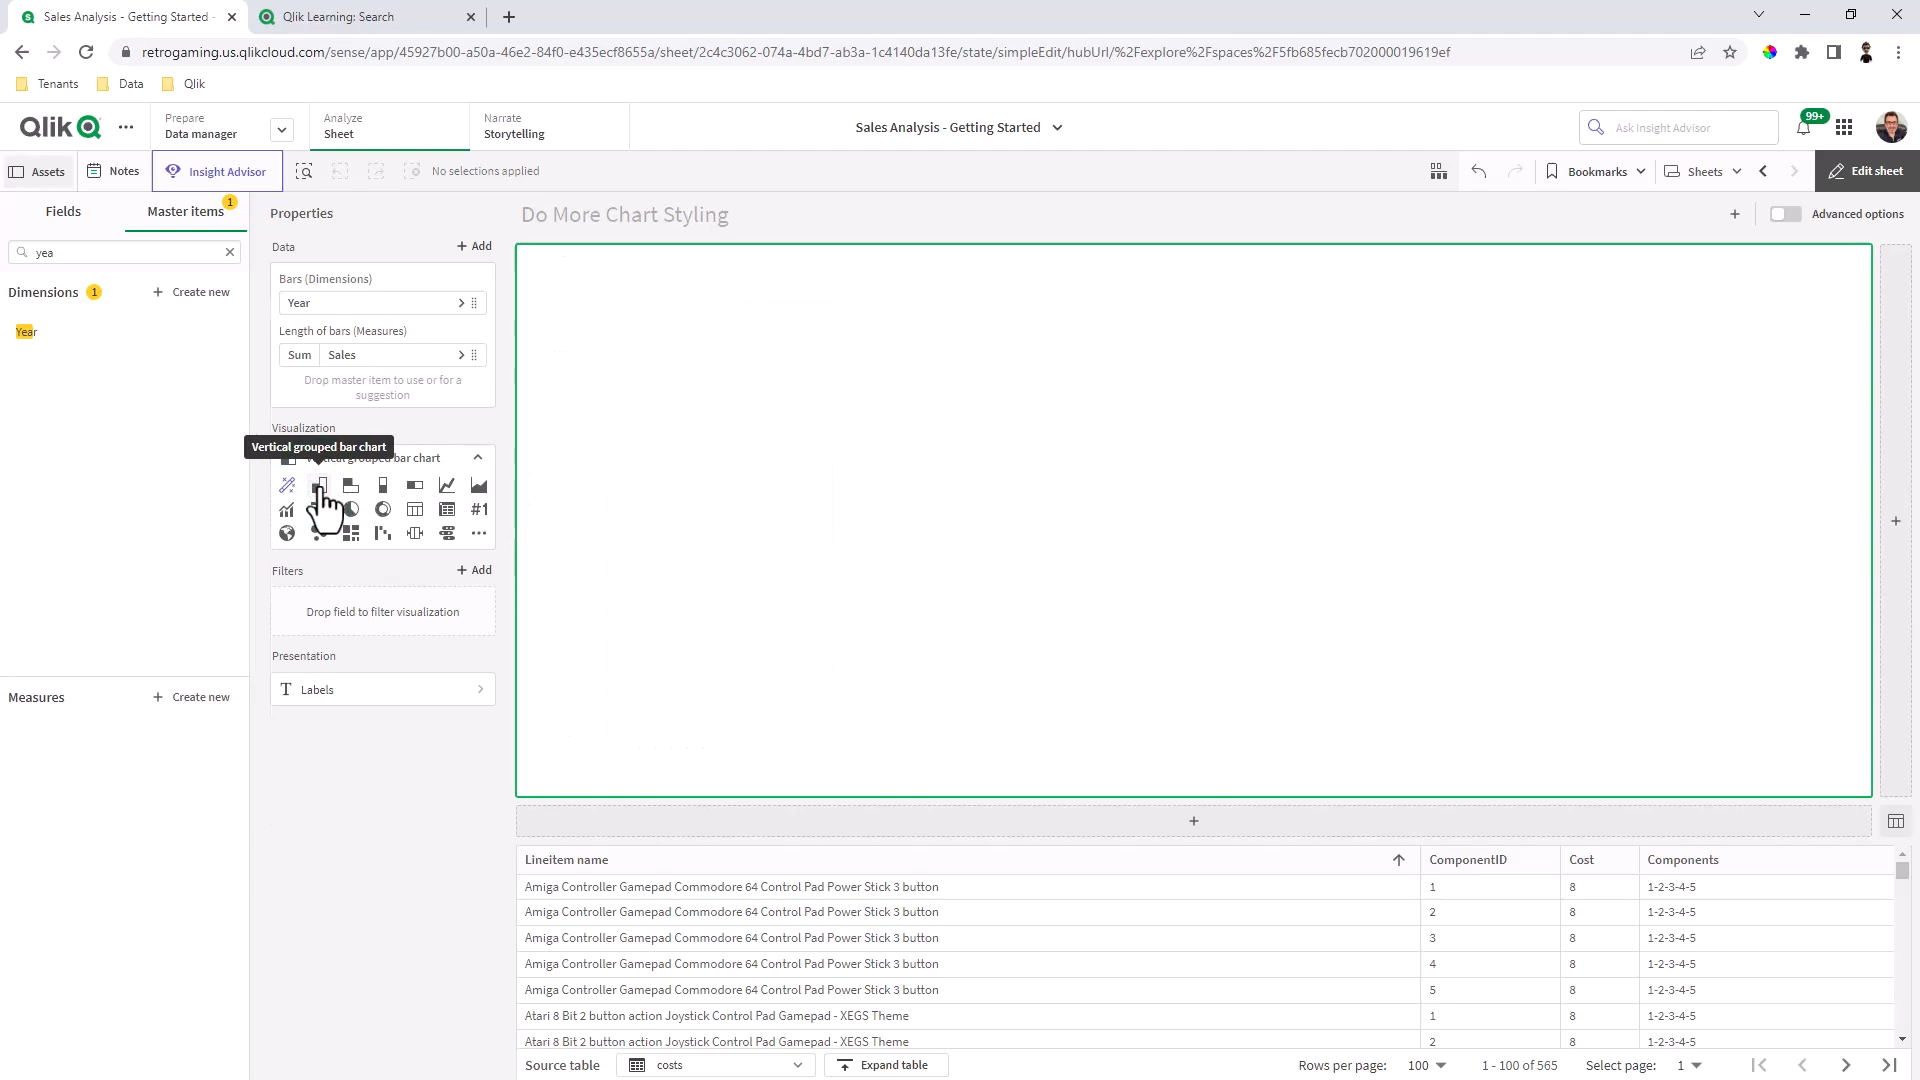 Sales Analysis - Getting Started -
Qlik Learning: Search
retrogaming.us.qlikcloud.com/sense/app/45927b00-a50a-46e2-84f0-e435ecf8655a/sheet/2c4c3062-074a-4bd7-ab3a-1c4140da13fe/state/simpleEdit/hubUrl/%2Fexplore%2Fspaces%2F5fb685fecb702000019619ef
Tenants
Data
Qlik
Qlik
Prepare
Data manager
Analyze
Sheet
Narrate
Storytelling
Sales Analysis - Getting Started
Ask Insight Advisor
99+
Assets
Notes
Insight Advisor
No selections applied
Bookmarks
Sheets
Edit sheet
Fields
Master items
1
Properties
Do More Chart Styling
Advanced options
yea
Data
Add
Dimensions
1
Create new
Bars (Dimensions)
Year
Year
Length of bars (Measures)
Sum
Sales
Drop master item to use or for a
suggestion
Visualization
Vertical grouped bar chart
grouped bar chart
#1
Filters
Add
Drop field to filter visualization
Presentation
Labels
Measures
Create new
Lineitem name
ComponentID
Cost
Components
Amiga Controller Gamepad Commodore 64 Control Pad Power Stick 3 button
1
8
1-2-3-4-5
Amiga Controller Gamepad Commodore 64 Control Pad Power Stick 3 button
2
8
1-2-3-4-5
Amiga Controller Gamepad Commodore 64 Control Pad Power Stick 3 button
3
8
1-2-3-4-5
Amiga Controller Gamepad Commodore 64 Control Pad Power Stick 3 button
4
8
1-2-3-4-5
Amiga Controller Gamepad Commodore 64 Control Pad Power Stick 3 button
5
8
1-2-3-4-5
Atari 8 Bit 2 button action Joystick Control Pad Gamepad - XEGS Theme
1
8
1-2-3-4-5
Atari 8 Bit 2 button action Joystick Control Pad Gamepad - XEGS Theme
2
8
1-2-3-4-5
Source table
costs
Expand table
Rows per page:
100
1 - 100 of 565
Select page:
1